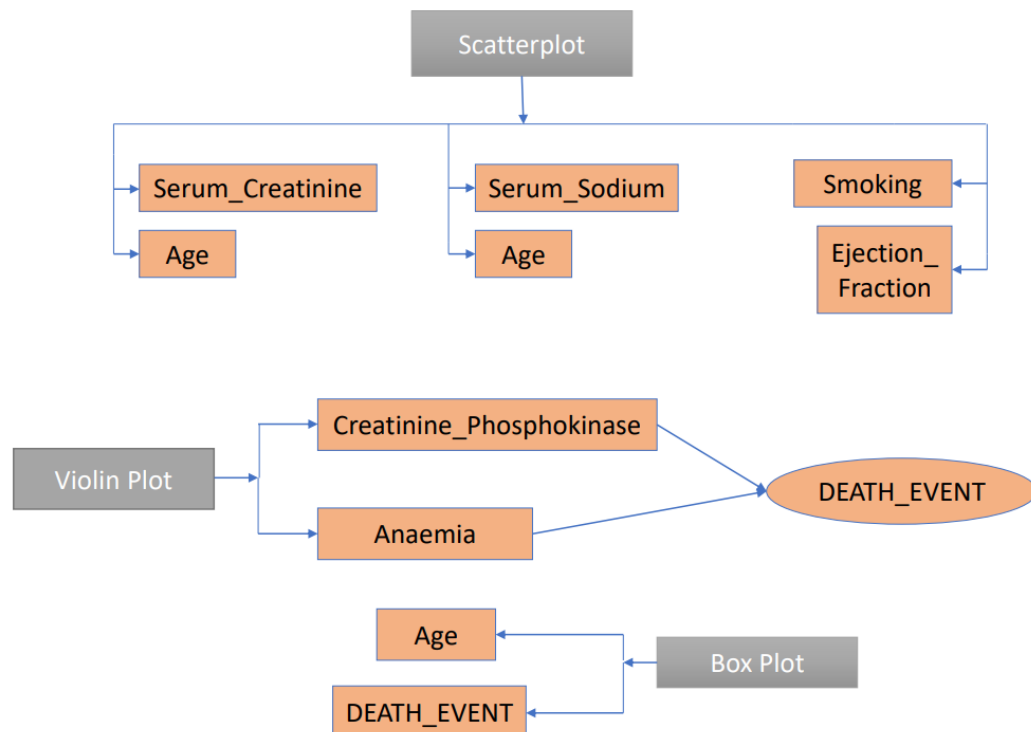 Scatterplot
Serum_Creatinine
Serum_Sodium
Smoking
Age
Age
Ejection_
Fraction
Creatinine_Phosphokinase
Violin Plot
DEATH_EVENT
Anaemia
Age
Box Plot
DEATH_EVENT